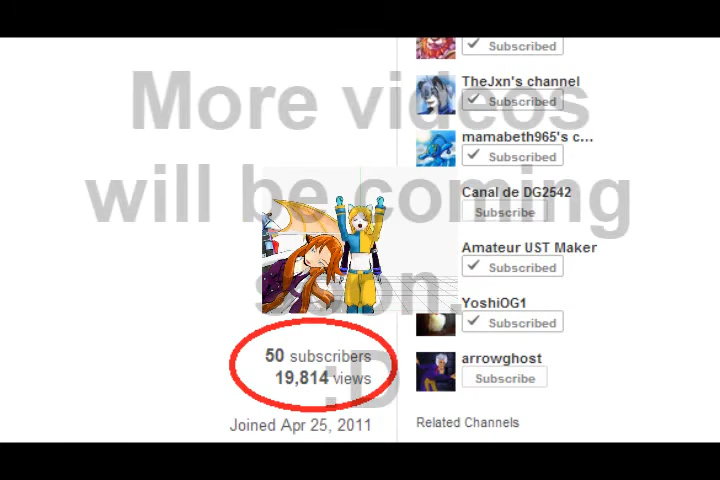 More videos
will be coming
soon.
:D
50 subscribers
19,814 views
Joined Apr 25, 2011
Subscribed
TheJxn's channel
Subscribed
mamabeth965's c...
Subscribed
Canal de DG2542
Subscribe
Amateur UST Maker
Subscribed
YoshiOG1
Subscribed
arrowghost
Subscribe
Related Channels